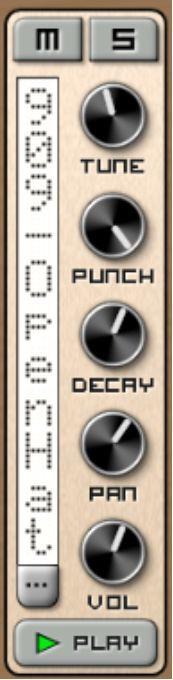 M S
909-OpenHat
TUNE
PUNCH
DECAY
PAN
VOL
...
PLAY